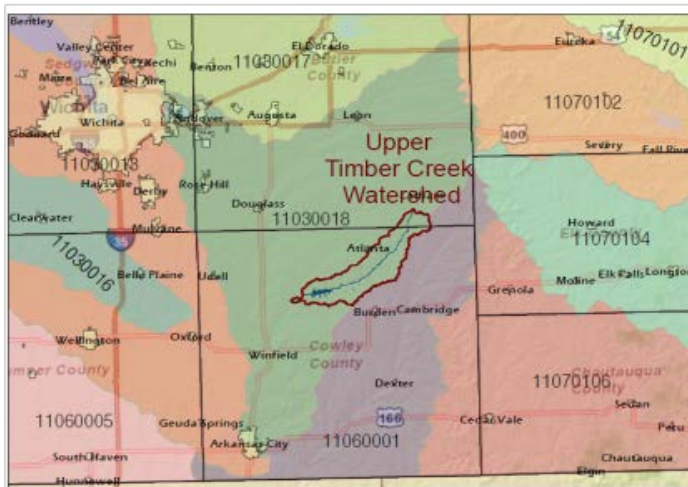 Bentley
Valley Center
Park City
Kechi
Maize
Bel Aire
Benton
El Dorado
Butler
County
11030017
Eureka
54
11070101
Wichita
Wichita
Andover
Augusta
Leon
11070102
Goddard
400
Severy
Fall River
11030013
Upper
Timber Creek
Watershed
Haysville
Derby
Rose Hill
Douglass
Clearwater
Mulvane
11030018
Howard
11070104
35
Atlanta
11030016
Belle Plaine
Udall
Moline
Elk Falls
Longton
Grenola
Burden
Cambridge
Wellington
Oxford
Cowley
County
Winfield
Dexter
Chautauqua
County
11070106
11060005
Geuda Springs
166
Cedar Vale
Sedan
Peru
Arkansas City
11060001
South Haven
Chautauqua
Hunnewell
Elgin